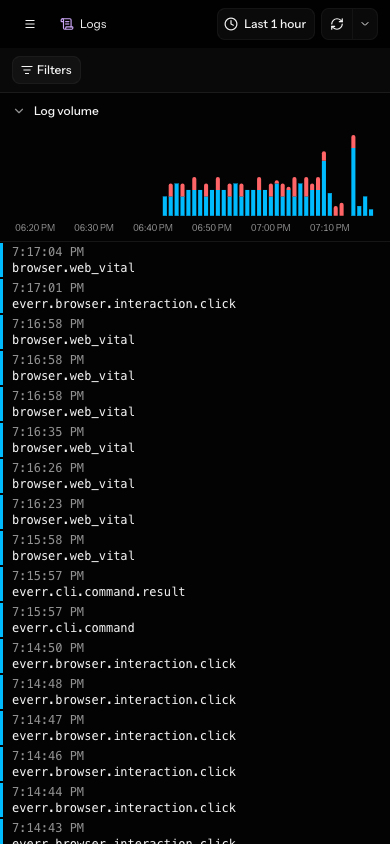 Logs
Last 1 hour
Filters
Log volume
06:20 PM 06:30 PM 06:40 PM 06:50 PM 07:00 PM 07:10 PM
7:17:04 PM
browser.web_vital
7:17:01 PM
everr.browser.interaction.click
7:16:58 PM
browser.web_vital
7:16:58 PM
browser.web_vital
7:16:58 PM
browser.web_vital
7:16:35 PM
browser.web_vital
7:16:26 PM
browser.web_vital
7:16:23 PM
browser.web_vital
7:15:58 PM
browser.web_vital
7:15:57 PM
everr.cli.command.result
7:15:57 PM
everr.cli.command
7:14:50 PM
everr.browser.interaction.click
7:14:48 PM
everr.browser.interaction.click
7:14:47 PM
everr.browser.interaction.click
7:14:46 PM
everr.browser.interaction.click
7:14:44 PM
everr.browser.interaction.click
7:14:43 PM
everr.browser.interaction.click